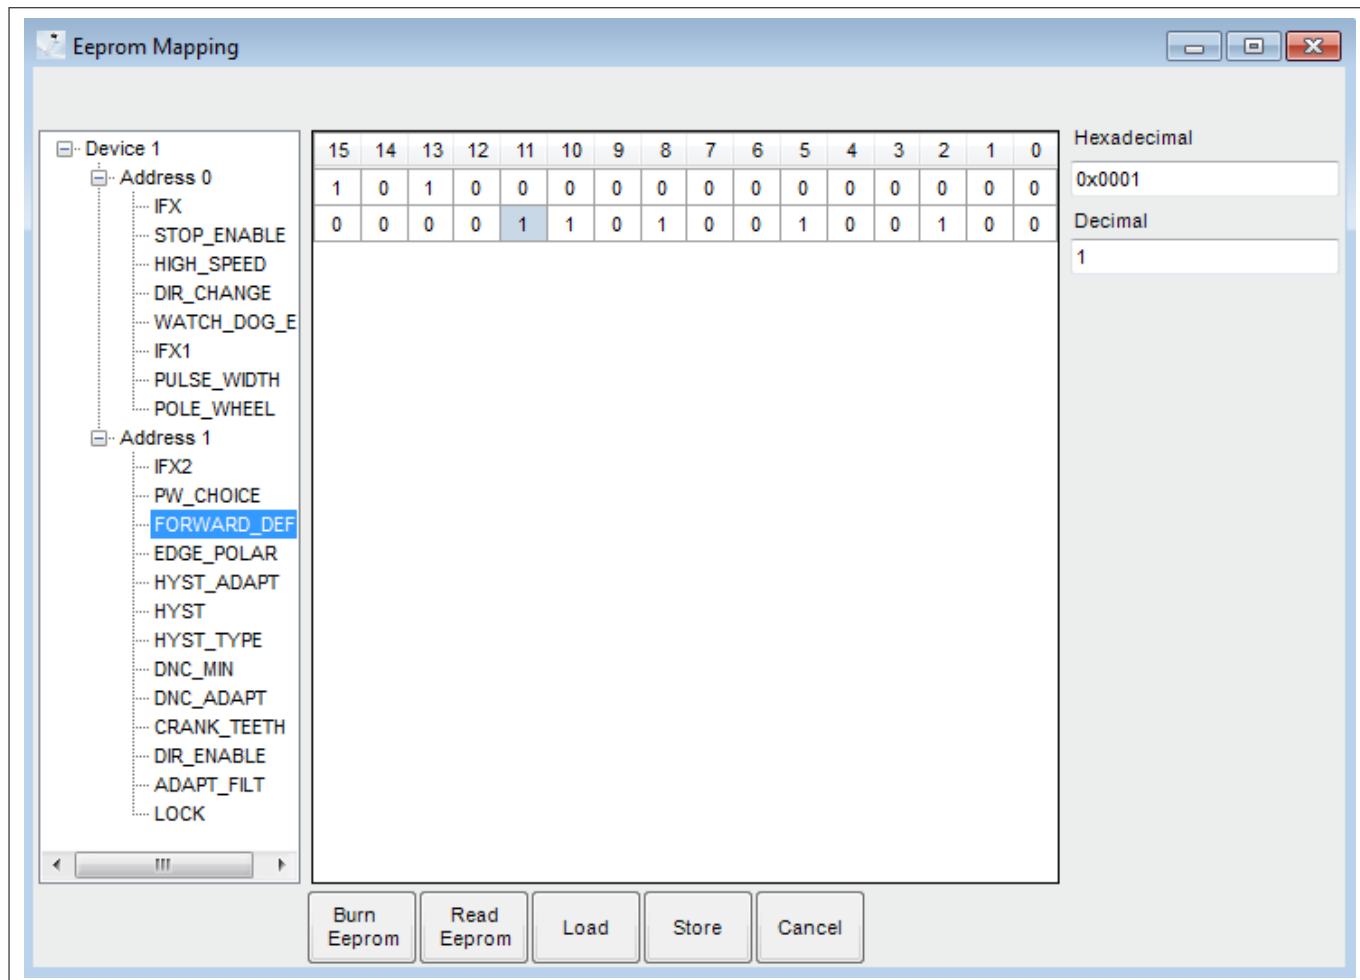 Eeprom Mapping
Device 1
Address 0
IFX
STOP_ENABLE
HIGH_SPEED
DIR_CHANGE
WATCH_DOG_E
IFX1
PULSE_WIDTH
POLE_WHEEL
Address 1
IFX2
PW_CHOICE
FORWARD_DEF
EDGE_POLAR
HYST_ADAPT
HYST
HYST_TYPE
DNC_MIN
DNC_ADAPT
CRANK_TEETH
DIR_ENABLE
ADAPT_FILT
LOCK
15 14 13 12 11 10 9 8 7 6 5 4 3 2 1 0
1 0 1 0 0 0 0 0 0 0 0 0 0 0 0 0
0 0 0 0 1 1 0 1 0 0 1 0 0 1 0 0
Hexadecimal
0x0001
Decimal
1
Burn
Eeprom
Read
Eeprom
Load
Store
Cancel